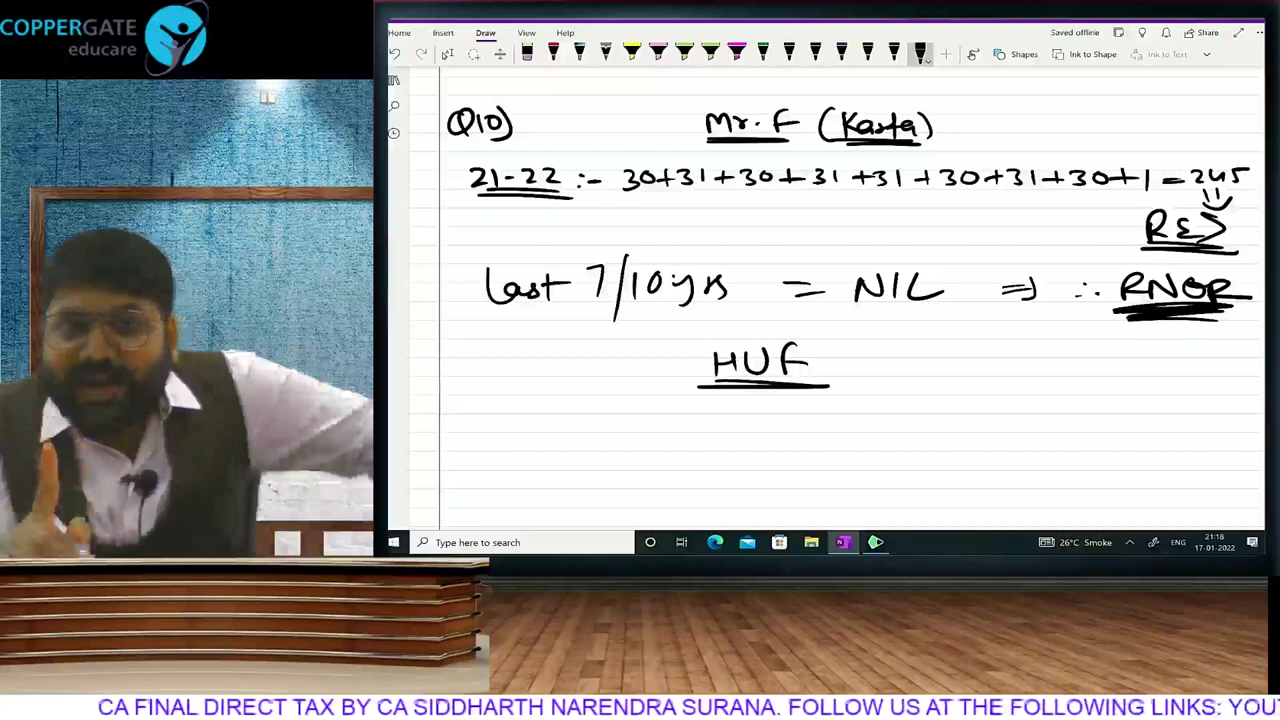 COPPERGATE
educare
Home Insert Draw View Help Saved offline Share
Shapes Ink to Shape Ink to Text
Q10) Mr. F (Karta)
21-22 :- 30+31+30+31+31+30+31+30+1=245
RES
last 7/10 yrs = NIL ⇒ ∴ RNOR
HUF
Type here to search 26°C Smoke ENG 21:18
17-01-2022
CA FINAL DIRECT TAX BY CA SIDDHARTH NARENDRA SURANA. FOLLOW US AT THE FOLLOWING LINKS: YOU